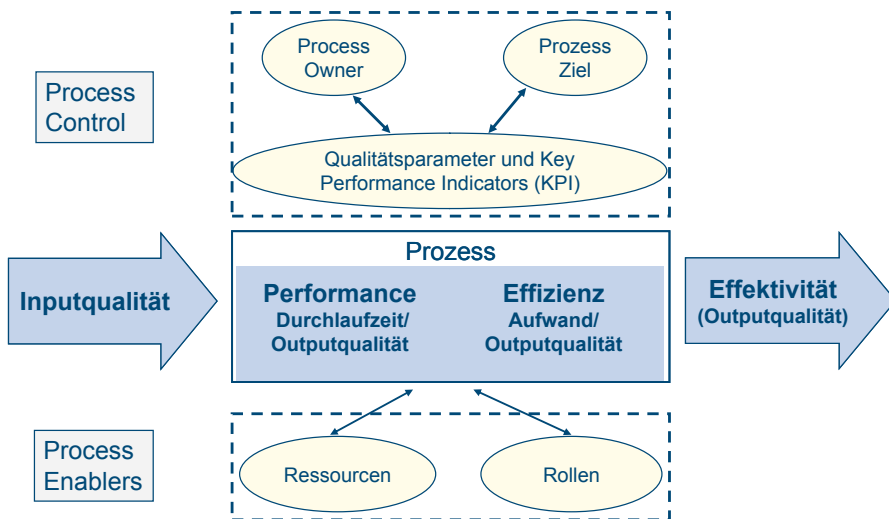 Process
Owner
Prozess
Ziel
Process
Control
Qualitätsparameter und Key
Performance Indicators (KPI)
Prozess
Inputqualität
Performance
Durchlaufzeit/
Outputqualität
Effizienz
Aufwand/
Outputqualität
Effektivität
(Outputqualität)
Process
Enablers
Ressourcen
Rollen